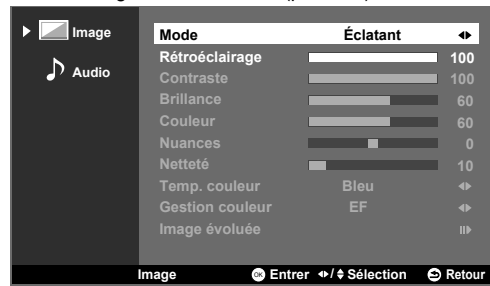 Image
Audio
Mode Éclatant
Rétroéclairage 100
Contraste 100
Brillance 60
Couleur 60
Nuances 0
Netteté 10
Temp. couleur Bleu
Gestion couleur EF
Image évoluée
Image OK Entrer / Sélection Retour